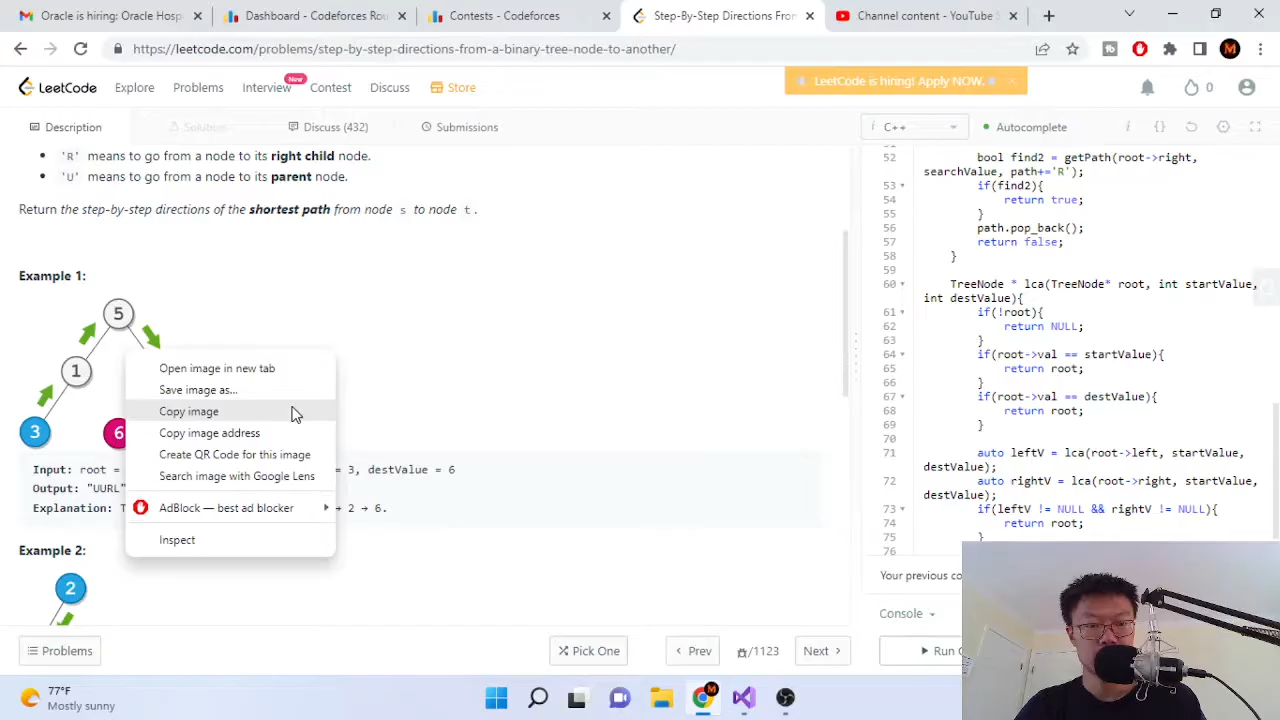 Oracle is hiring: Oracle Hosp
Dashboard - Codeforces Rou
Contests - Codeforces
Step-By-Step Directions From
Channel content - YouTube S
https://leetcode.com/problems/step-by-step-directions-from-a-binary-tree-node-to-another/
LeetCode
Explore
Problems
Interview
New
Contest
Discuss
Store
LeetCode is hiring! Apply NOW.
0
Description
Solution
Discuss (432)
Submissions
i C++
Autocomplete
'R' means to go from a node to its right child node.
'U' means to go from a node to its parent node.
Return the step-by-step directions of the shortest path from node s to node t.
Example 1:
5
1
3
6
Open image in new tab
Save image as...
Copy image
Copy image address
Create QR Code for this image
Search image with Google Lens
AdBlock — best ad blocker
Inspect
Input: root = = 3, destValue = 6
Output: "UURL"
Explanation: T → 2 → 6.
Example 2:
2
52 bool find2 = getPath(root->right,
searchValue, path+='R');
53 if(find2){
54 return true;
55 }
56 path.pop_back();
57 return false;
58 }
59
60 TreeNode * lca(TreeNode* root, int startValue,
int destValue){
61 if(!root){
62 return NULL;
63 }
64 if(root->val == startValue){
65 return root;
66 }
67 if(root->val == destValue){
68 return root;
69 }
70
71 auto leftV = lca(root->left, startValue,
destValue);
72 auto rightV = lca(root->right, startValue,
destValue);
73 if(leftV != NULL && rightV != NULL){
74 return root;
75 }
76
Your previous co
Console
Problems
Pick One
Prev
/1123
Next
Run
77°F
Mostly sunny